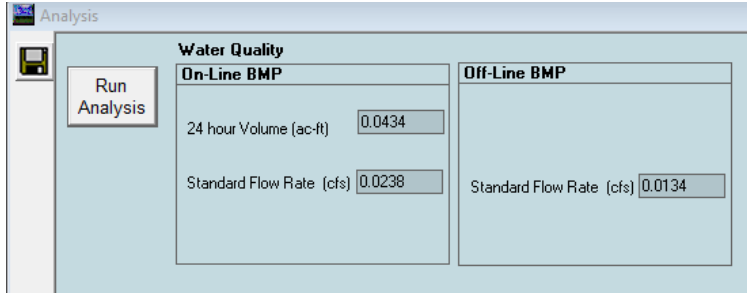 Analysis
Run
Analysis
Water Quality
On-Line BMP
24 hour Volume (ac-ft) 0.0434
Standard Flow Rate (cfs) 0.0238
Off-Line BMP
Standard Flow Rate (cfs) 0.0134